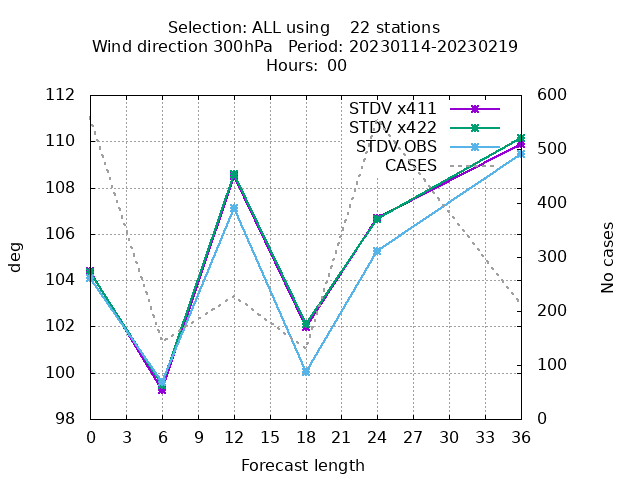 Selection: ALL using    22 stations
Wind direction 300hPa   Period: 20230114-20230219
Hours: 00
STDV x411
STDV x422
STDV OBS
CASES
112
110
108
106
104
102
100
98
600
500
400
300
200
100
0
deg
No cases
0 3 6 9 12 15 18 21 24 27 30 33 36
Forecast length